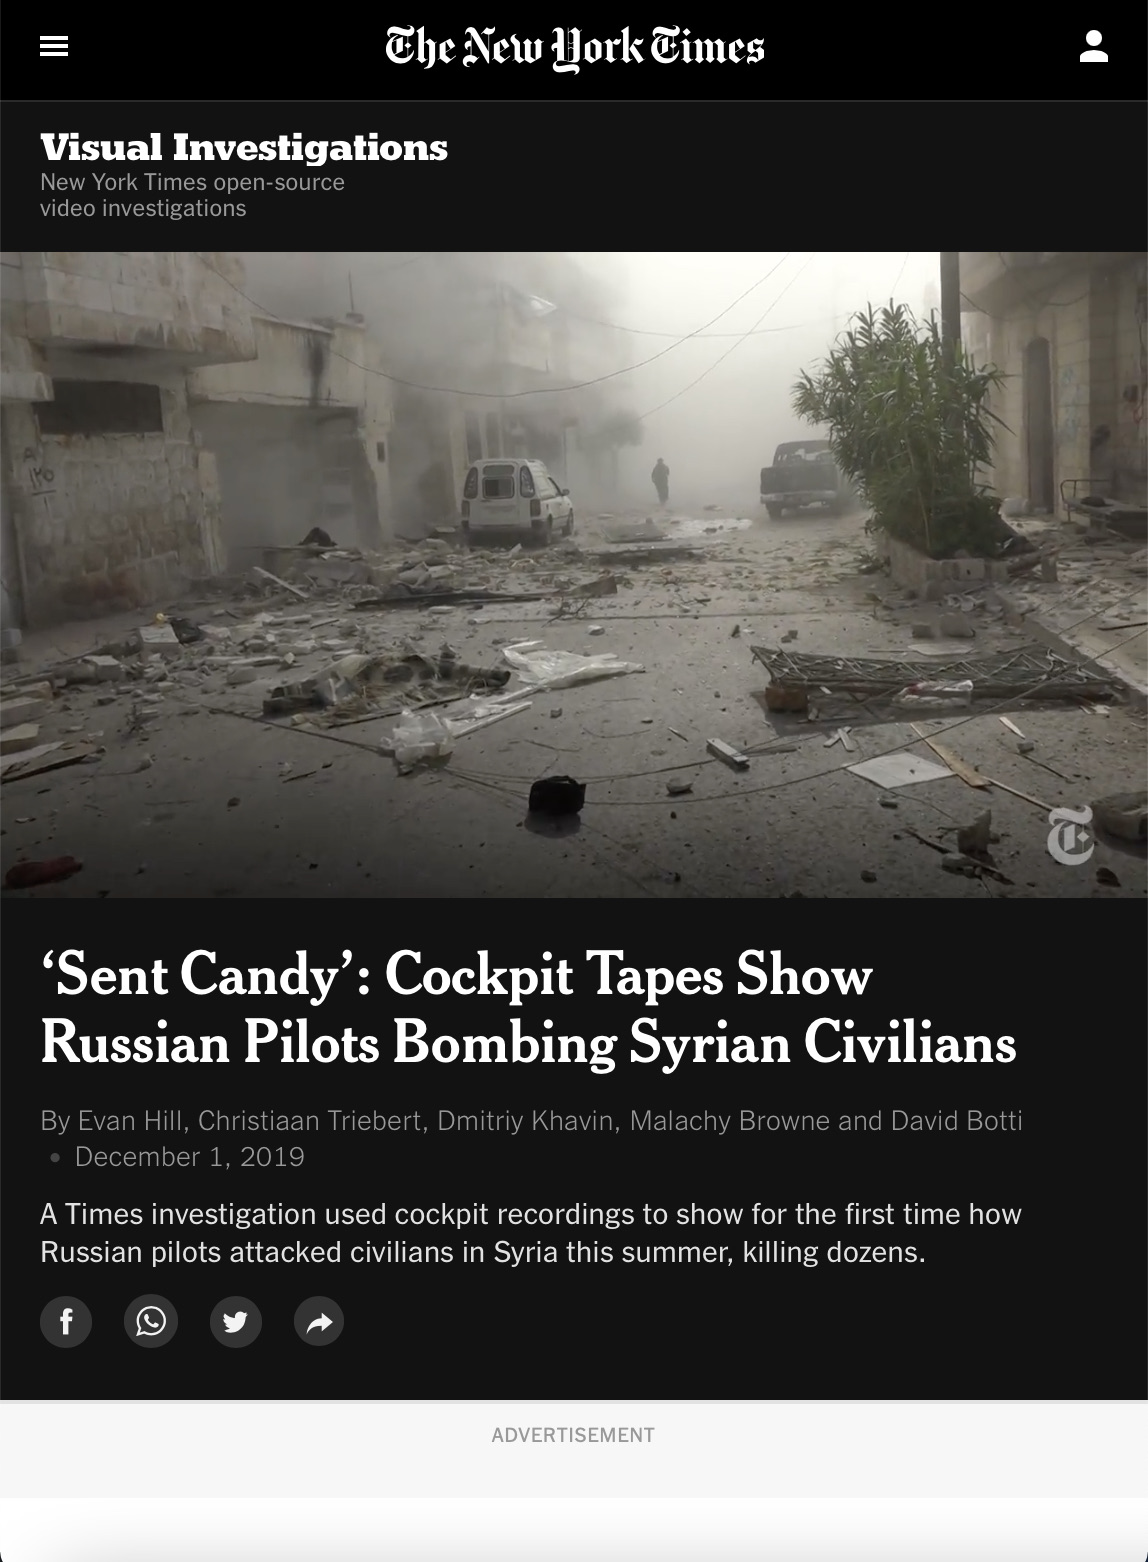 The New York Times
Visual Investigations
New York Times open-source
video investigations
‘Sent Candy’: Cockpit Tapes Show
Russian Pilots Bombing Syrian Civilians
By Evan Hill, Christiaan Triebert, Dmitriy Khavin, Malachy Browne and David Botti
• December 1, 2019
A Times investigation used cockpit recordings to show for the first time how
Russian pilots attacked civilians in Syria this summer, killing dozens.
ADVERTISEMENT